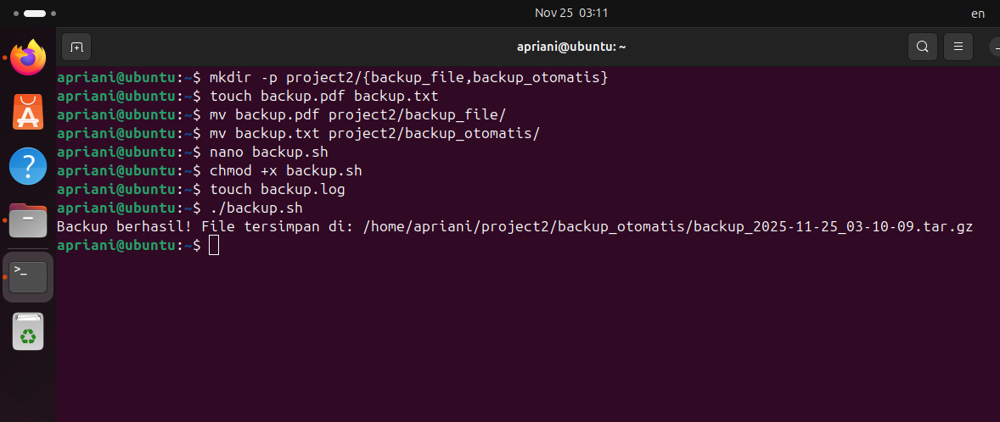 Nov 25 03:11
en
apriani@ubuntu: ~
apriani@ubuntu:~$ mkdir -p project2/{backup_file,backup_otomatis}
apriani@ubuntu:~$ touch backup.pdf backup.txt
apriani@ubuntu:~$ mv backup.pdf project2/backup_file/
apriani@ubuntu:~$ mv backup.txt project2/backup_otomatis/
apriani@ubuntu:~$ nano backup.sh
apriani@ubuntu:~$ chmod +x backup.sh
apriani@ubuntu:~$ touch backup.log
apriani@ubuntu:~$ ./backup.sh
Backup berhasil! File tersimpan di: /home/apriani/project2/backup_otomatis/backup_2025-11-25_03-10-09.tar.gz
apriani@ubuntu:~$